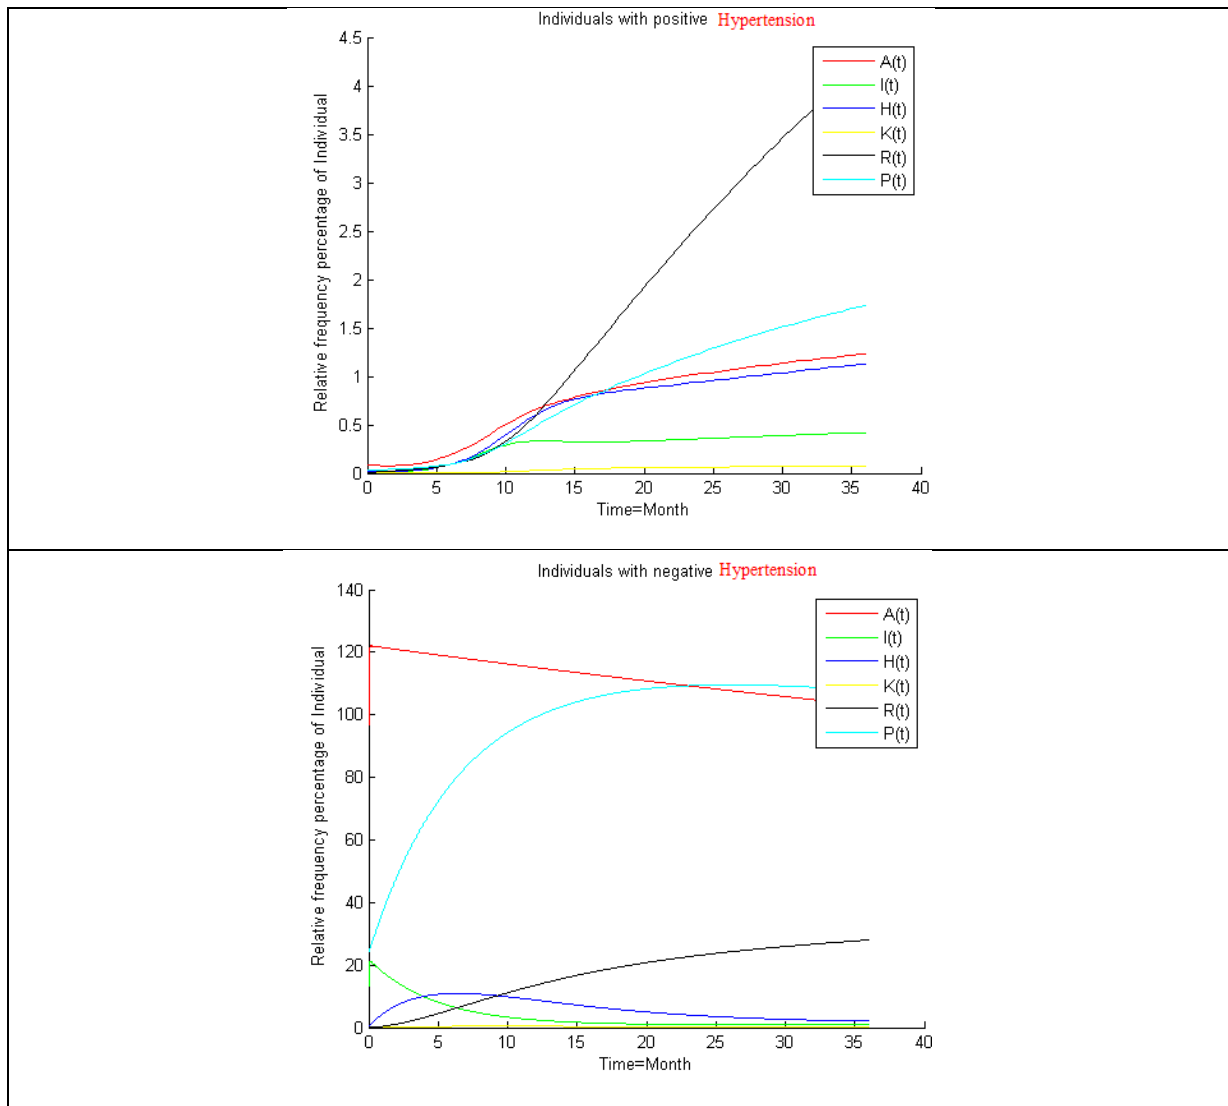 Individuals with positive Hypertension
Relative frequency percentage of Individual
4.5
4
3.5
3
2.5
2
1.5
1
0.5
0
A(t)
I(t)
H(t)
K(t)
R(t)
P(t)
0 5 10 15 20 25 30 35 40
Time=Month
Individuals with negative Hypertension
Relative frequency percentage of Individual
140
120
100
80
60
40
20
0
A(t)
I(t)
H(t)
K(t)
R(t)
P(t)
0 5 10 15 20 25 30 35 40
Time=Month